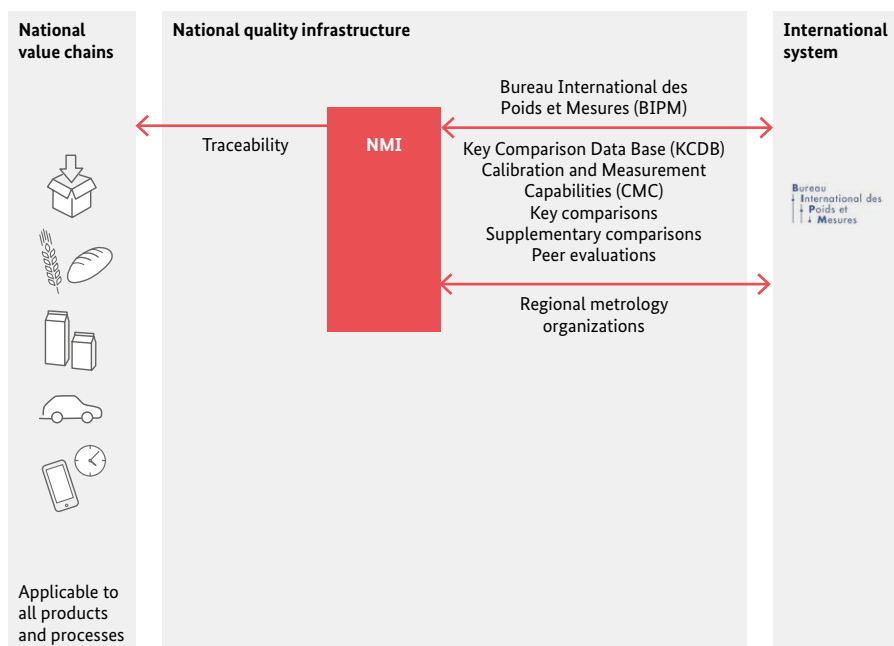 National
value chains
National quality infrastructure
International
system
Bureau International des
Poids et Mesures (BIPM)
Traceability
NMI
Key Comparison Data Base (KCDB)
Calibration and Measurement
Capabilities (CMC)
Key comparisons
Supplementary comparisons
Peer evaluations
Bureau
International des
Poids et
Mesures
Regional metrology
organizations
Applicable to
all products
and processes